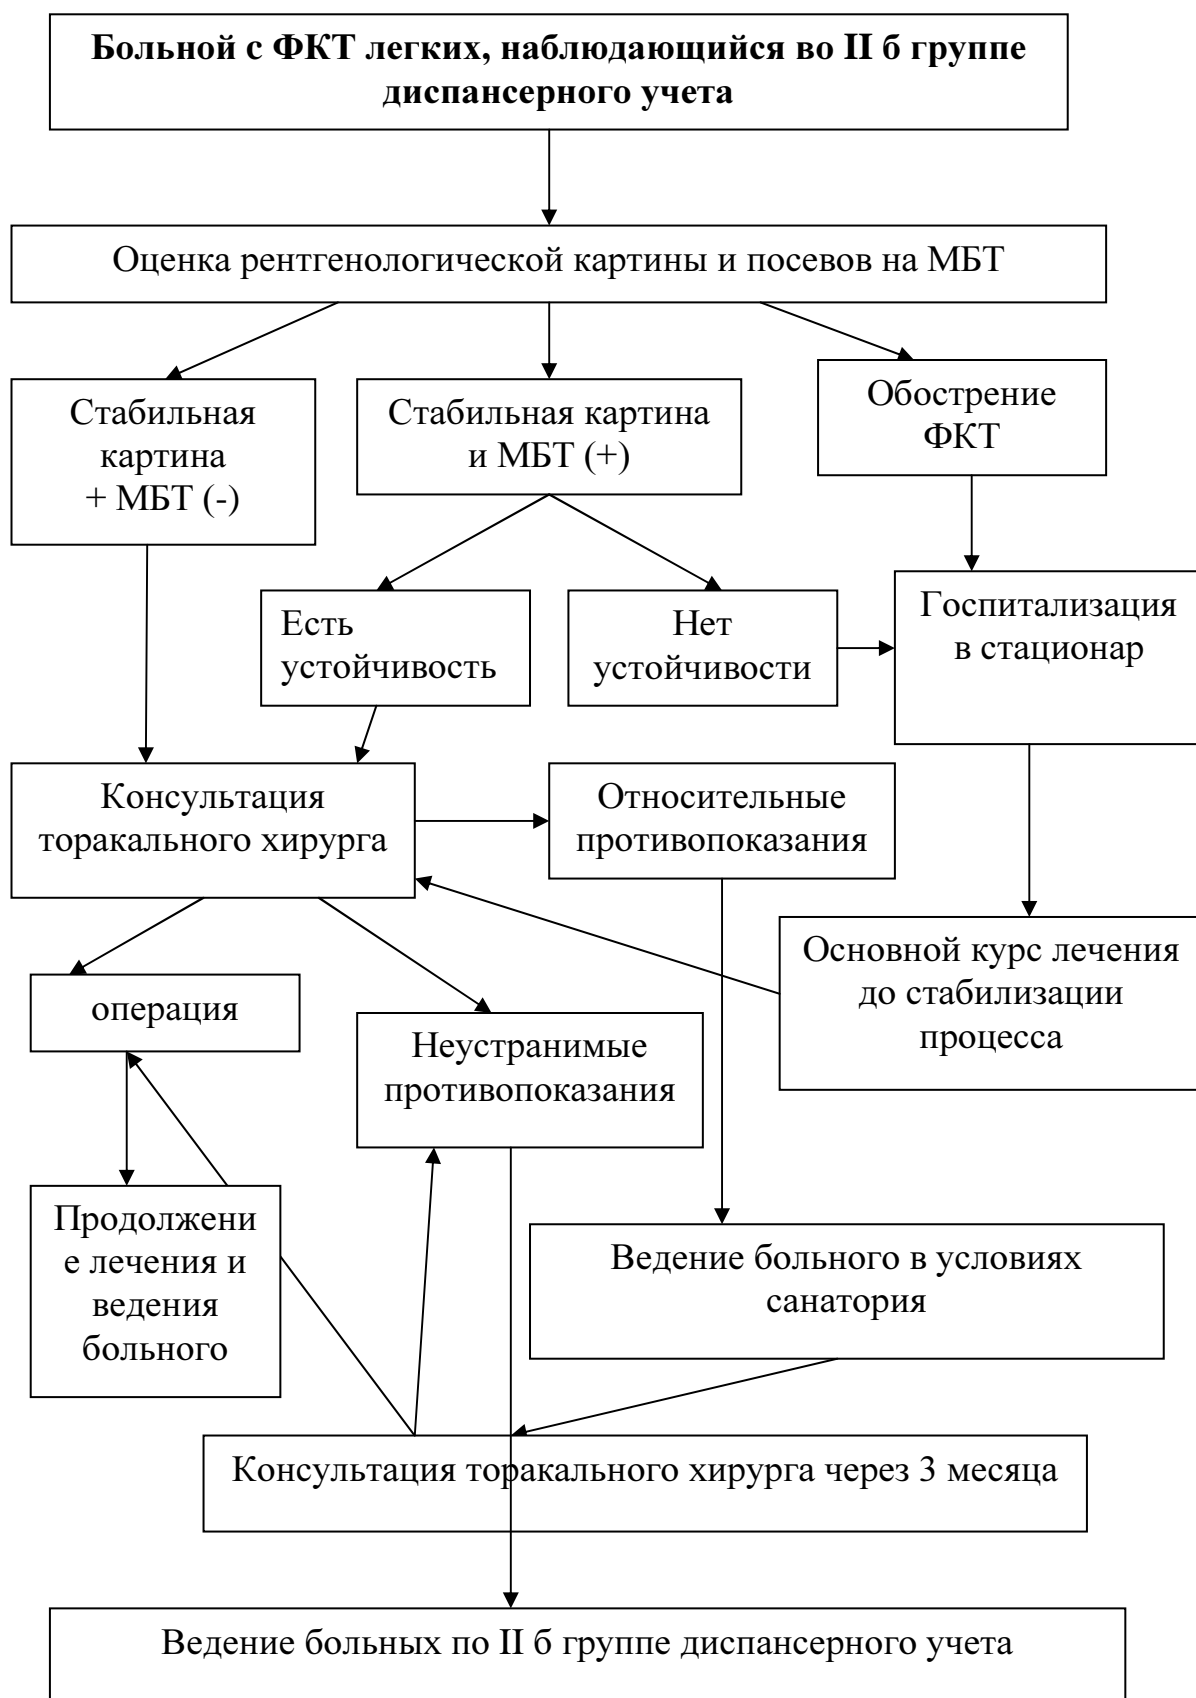 Больной с ФКТ легких, наблюдающийся во II б группе
диспансерного учета
Оценка рентгенологической картины и посевов на МБТ
Стабильная
картина
+ МБТ (-)
Стабильная картина
и МБТ (+)
Обострение
ФКТ
Есть
устойчивость
Нет
устойчивости
Госпитализация
в стационар
Консультация
торакального хирурга
Относительные
противопоказания
Основной курс лечения
до стабилизации
процесса
операция
Неустранимые
противопоказания
Продолжени
е лечения и
ведения
больного
Ведение больного в условиях
санатория
Консультация торакального хирурга через 3 месяца
Ведение больных по II б группе диспансерного учета